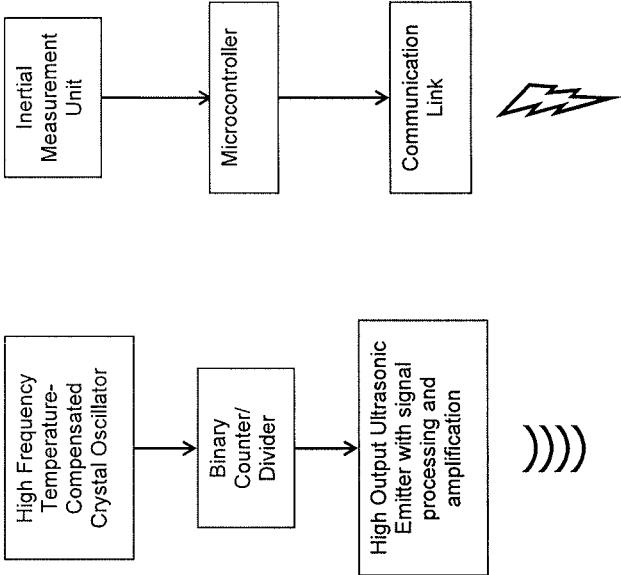 Inertial
Measurement
Unit
Microcontroller
Communication
Link
High Frequency
Temperature-
Compensated
Crystal Oscillator
Binary
Counter/
Divider
High Output Ultrasonic
Emitter with signal
processing and
amplification